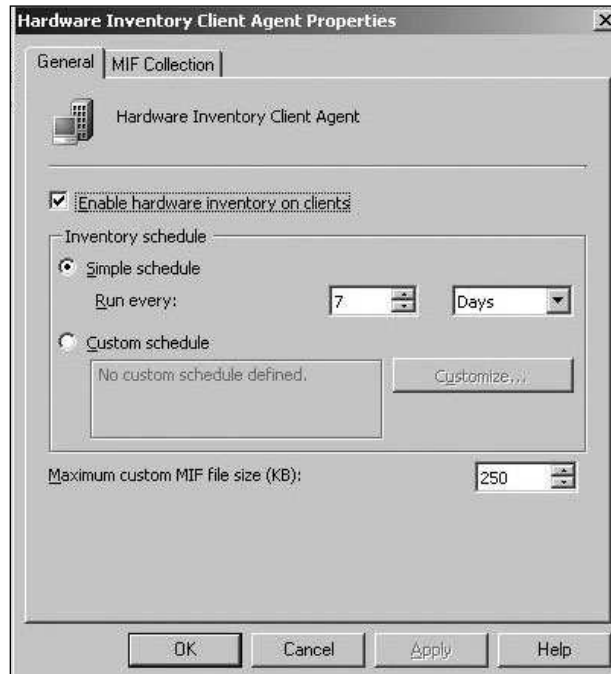 Hardware Inventory Client Agent Properties
General
MIF Collection
Hardware Inventory Client Agent
Enable hardware inventory on clients
Inventory schedule
Simple schedule
Run every: 7 Days
Custom schedule
No custom schedule defined.
Customize...
Maximum custom MIF file size (KB): 250
OK Cancel Apply Help